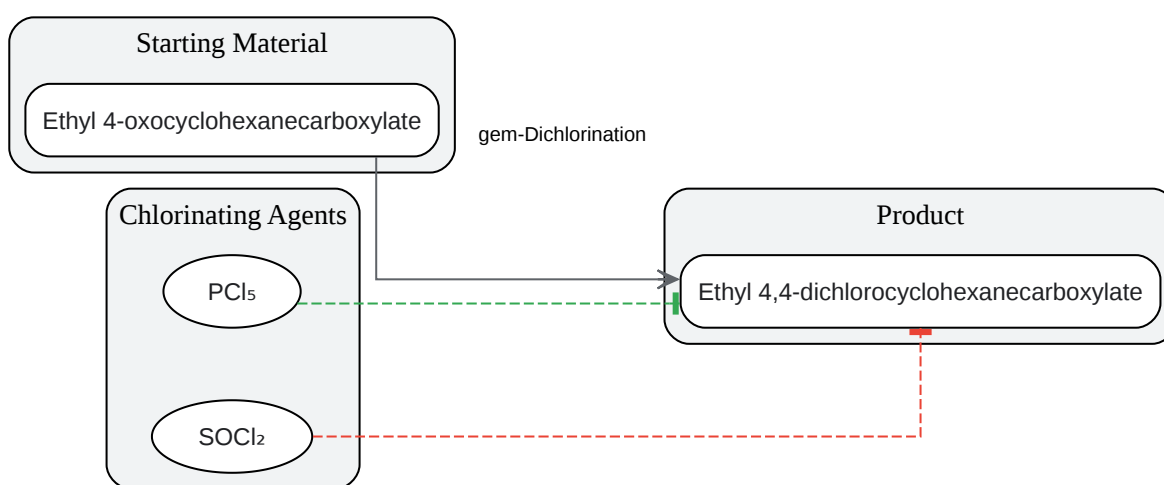 Starting Material
Ethyl 4-oxocyclohexanecarboxylate
gem-Dichlorination
Chlorinating Agents
PCl₅
SOCl₂
Product
Ethyl 4,4-dichlorocyclohexanecarboxylate